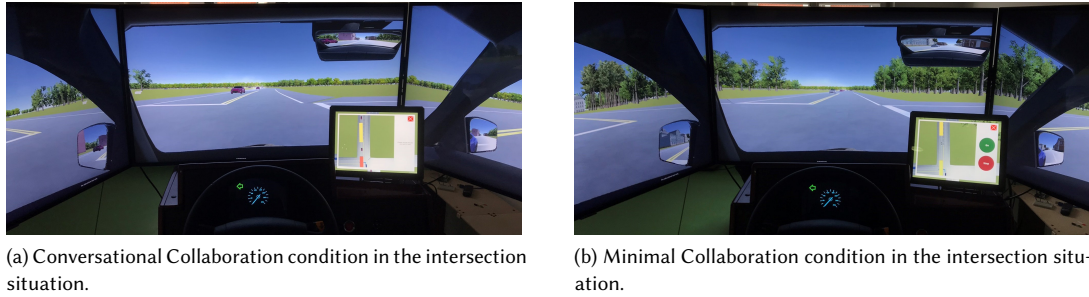 (a) Conversational Collaboration condition in the intersection
situation.
(b) Minimal Collaboration condition in the intersection situ-
ation.